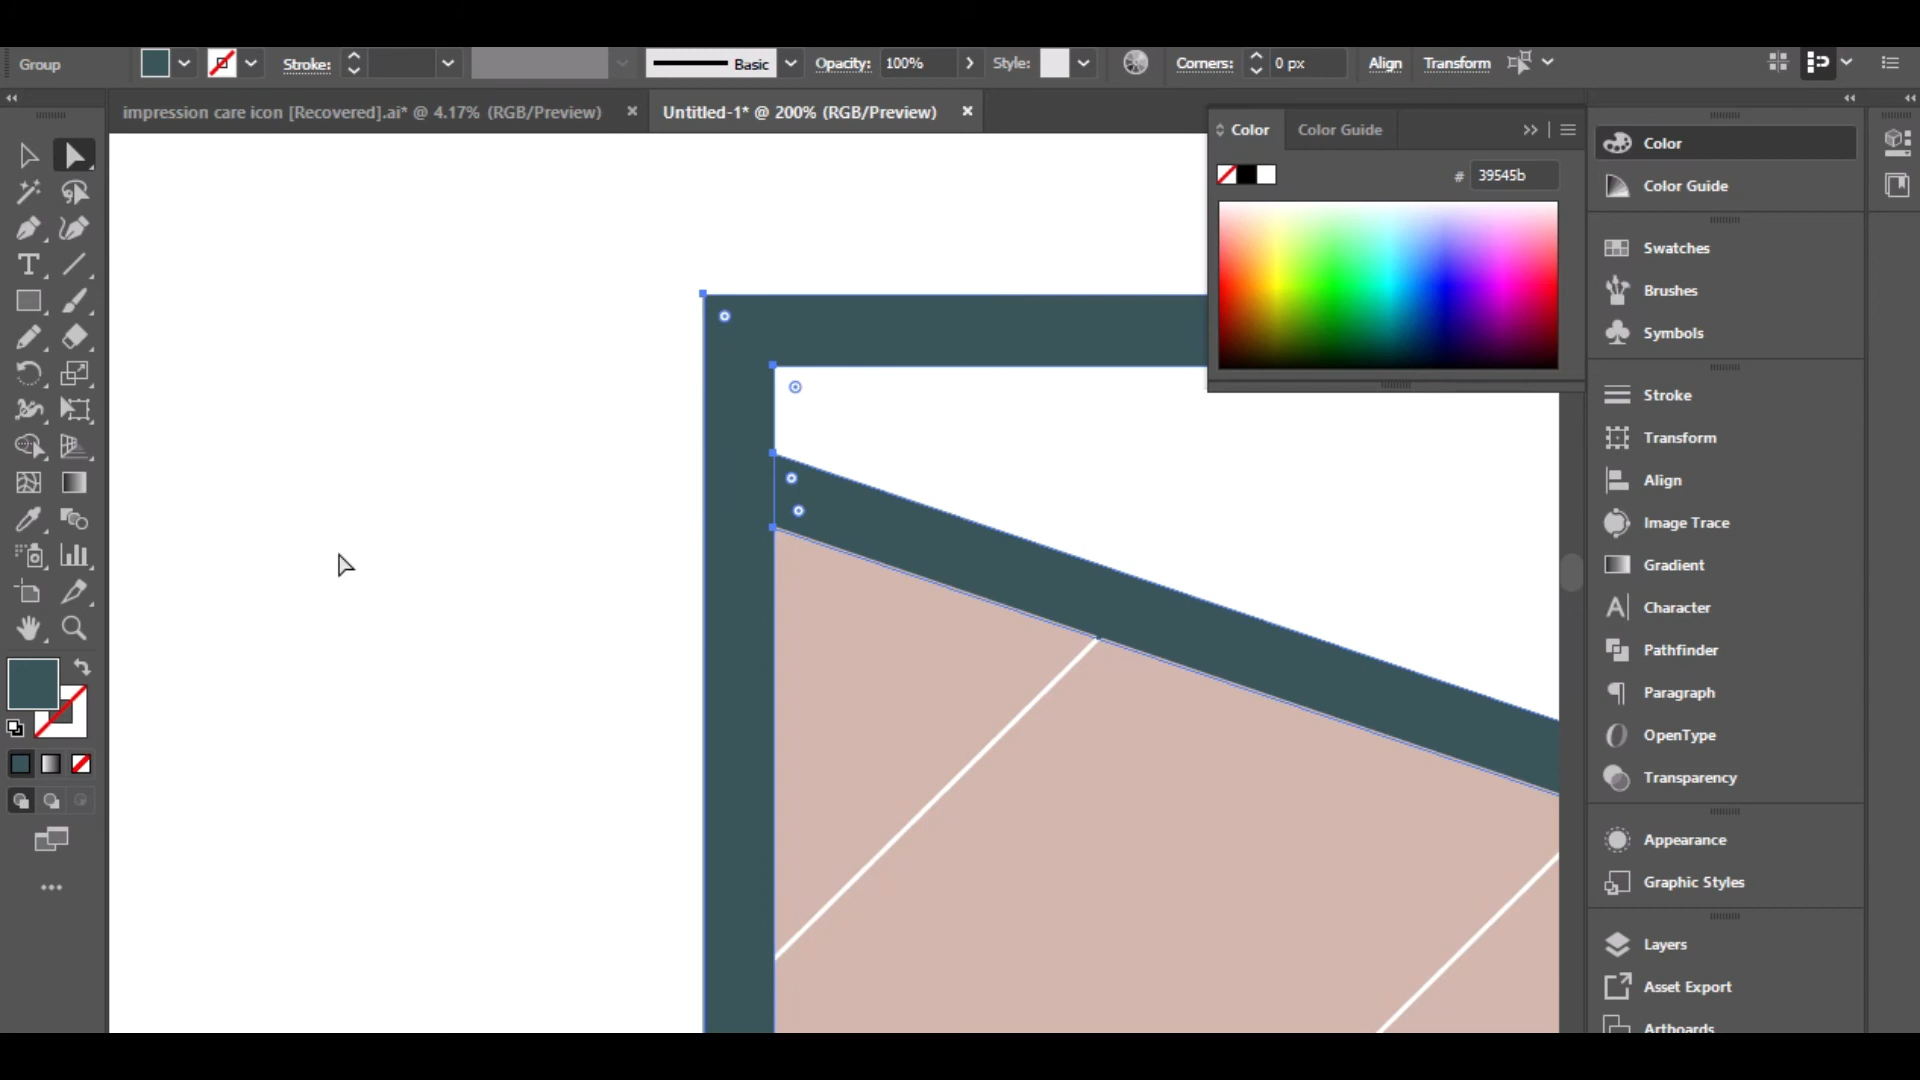 Group
Stroke:
Basic
Opacity:
100%
Style:
Corners:
0 px
Align
Transform
impression care icon [Recovered].ai* @ 4.17% (RGB/Preview)
Untitled-1* @ 200% (RGB/Preview)
Color
Color Guide
# 39545b
Color
Color Guide
Swatches
Brushes
Symbols
Stroke
Transform
Align
Image Trace
Gradient
Character
Pathfinder
Paragraph
OpenType
Transparency
Appearance
Graphic Styles
Layers
Asset Export
Artboards